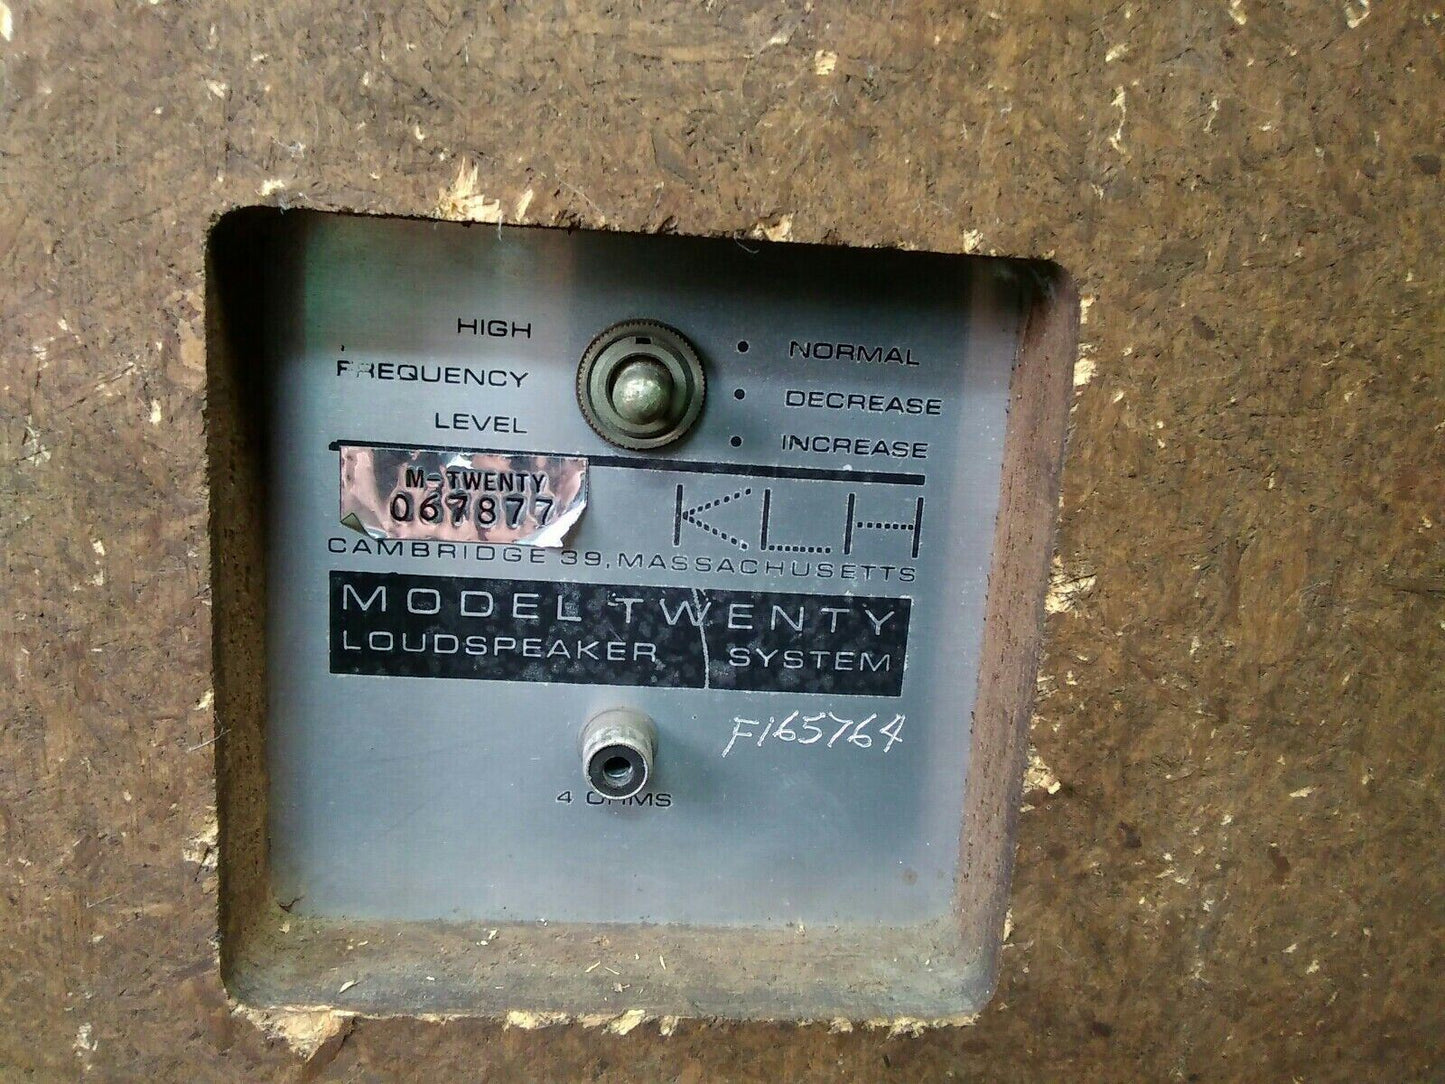 HIGH
FREQUENCY
LEVEL
NORMAL
DECREASE
INCREASE
M-TWENTY
067877
KLH
CAMBRIDGE 39, MASSACHUSETTS
MODEL TWENTY
LOUDSPEAKER SYSTEM
F165764
4 OHMS